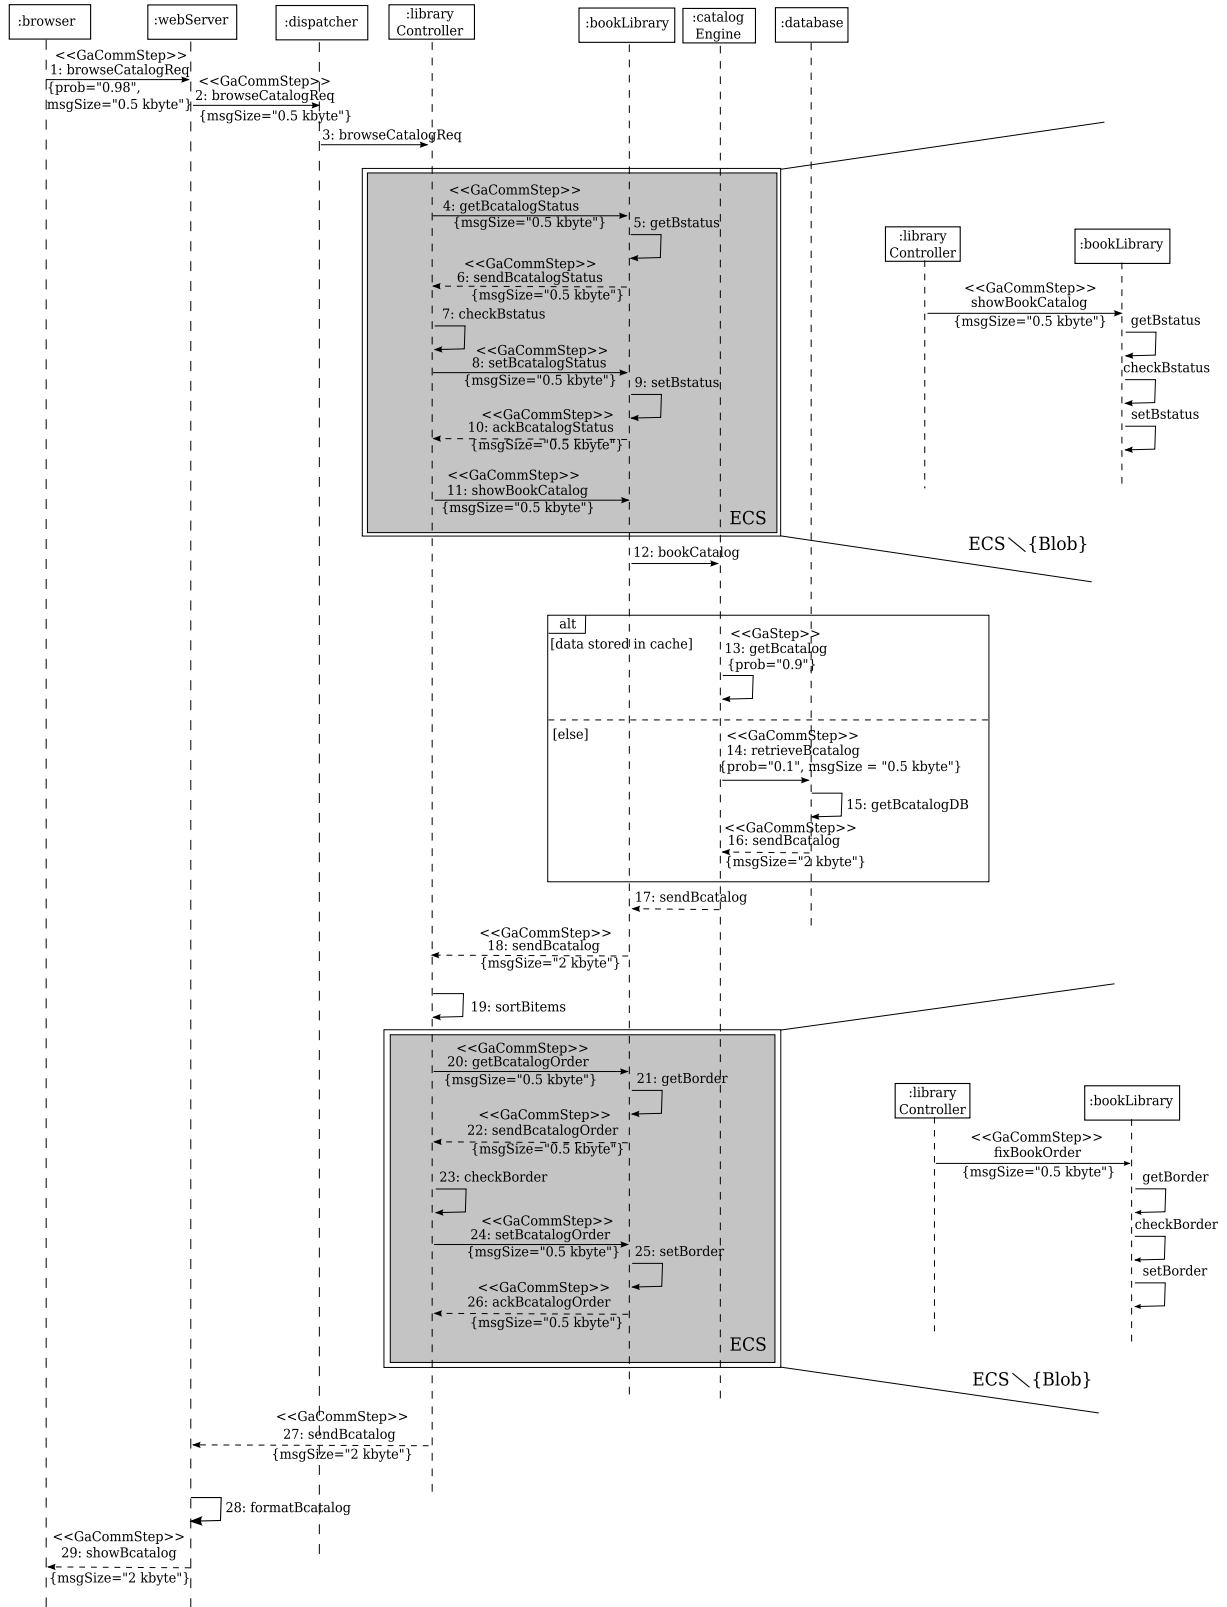 :browser
:webServer
:dispatcher
:library
Controller
:bookLibrary
:catalog
Engine
:database
<<GaCommStep>>
1: browseCatalogReq
{prob="0.98",
msgSize="0.5 kbyte"}
<<GaCommStep>>
2: browseCatalogReq
{msgSize="0.5 kbyte"}
3: browseCatalogReq
<<GaCommStep>>
4: getBcatalogStatus
{msgSize="0.5 kbyte"}
5: getBstatus
<<GaCommStep>>
6: sendBcatalogStatus
{msgSize="0.5 kbyte"}
7: checkBstatus
<<GaCommStep>>
8: setBcatalogStatus
{msgSize="0.5 kbyte"}
9: setBstatus
<<GaCommStep>>
10: ackBcatalogStatus
{msgSize="0.5 kbyte"}
<<GaCommStep>>
11: showBookCatalog
{msgSize="0.5 kbyte"}
ECS
:library
Controller
:bookLibrary
<<GaCommStep>>
showBookCatalog
{msgSize="0.5 kbyte"}
getBstatus
checkBstatus
setBstatus
ECS＼{Blob}
12: bookCatalog
alt
[data stored in cache]
<<GaStep>>
13: getBcatalog
{prob="0.9"}
[else]
<<GaCommStep>>
14: retrieveBcatalog
{prob="0.1", msgSize = "0.5 kbyte"}
15: getBcatalogDB
<<GaCommStep>>
16: sendBcatalog
{msgSize="2 kbyte"}
17: sendBcatalog
<<GaCommStep>>
18: sendBcatalog
{msgSize="2 kbyte"}
19: sortBitems
<<GaCommStep>>
20: getBcatalogOrder
{msgSize="0.5 kbyte"}
21: getBorder
<<GaCommStep>>
22: sendBcatalogOrder
{msgSize="0.5 kbyte"}
23: checkBorder
<<GaCommStep>>
24: setBcatalogOrder
{msgSize="0.5 kbyte"}
25: setBorder
<<GaCommStep>>
26: ackBcatalogOrder
{msgSize="0.5 kbyte"}
ECS
:library
Controller
:bookLibrary
<<GaCommStep>>
fixBookOrder
{msgSize="0.5 kbyte"}
getBorder
checkBorder
setBorder
ECS＼{Blob}
<<GaCommStep>>
27: sendBcatalog
{msgSize="2 kbyte"}
28: formatBcatalog
<<GaCommStep>>
29: showBcatalog
{msgSize="2 kbyte"}